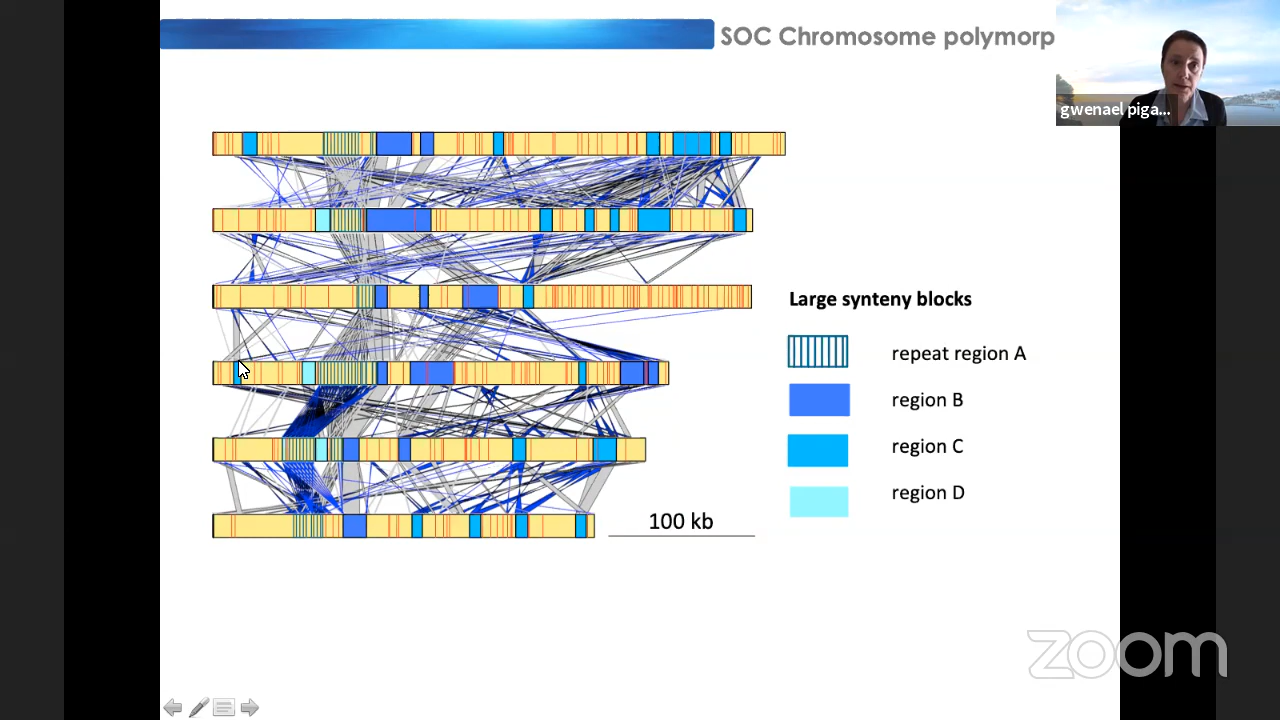 SOC Chromosome polymorp
gwenael piga...
Large synteny blocks
repeat region A
region B
region C
region D
100 kb
zoom